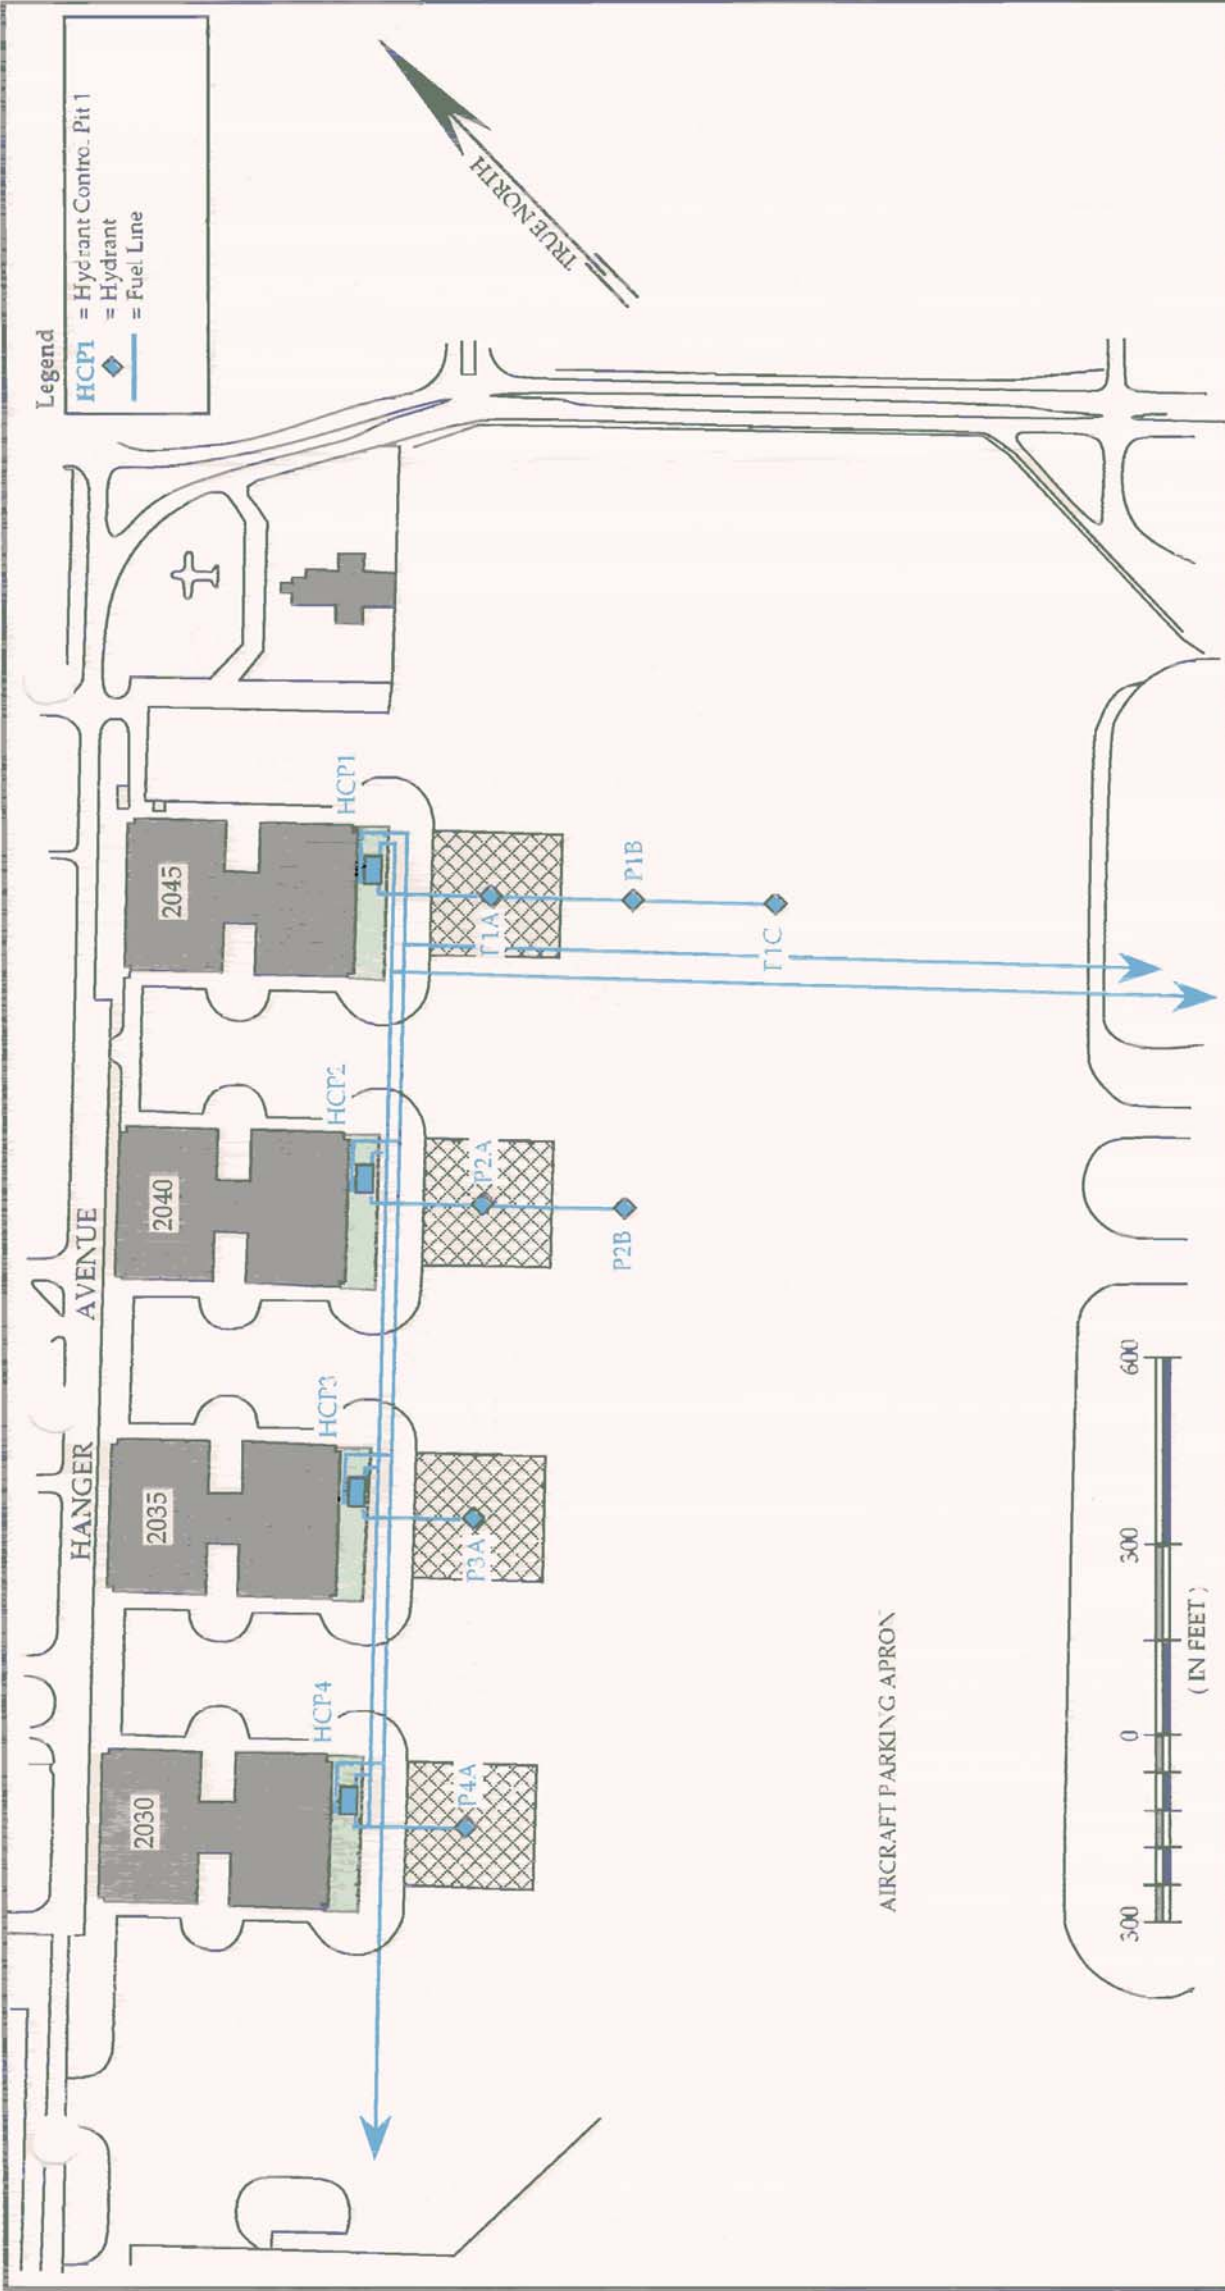 Legend
HCP1 = Hydrant Contro. Pit 1
= Hydrant
= Fuel Line
TRUE NORTH
HANGER AVENUE
2030
2035
2040
2045
HCP4
HCP3
HCP2
HCP1
P4A
P3A
P2A
P2B
P1A
P1B
P1C
AIRCRAFT PARKING APRON
300 0 300 600
( IN FEET )